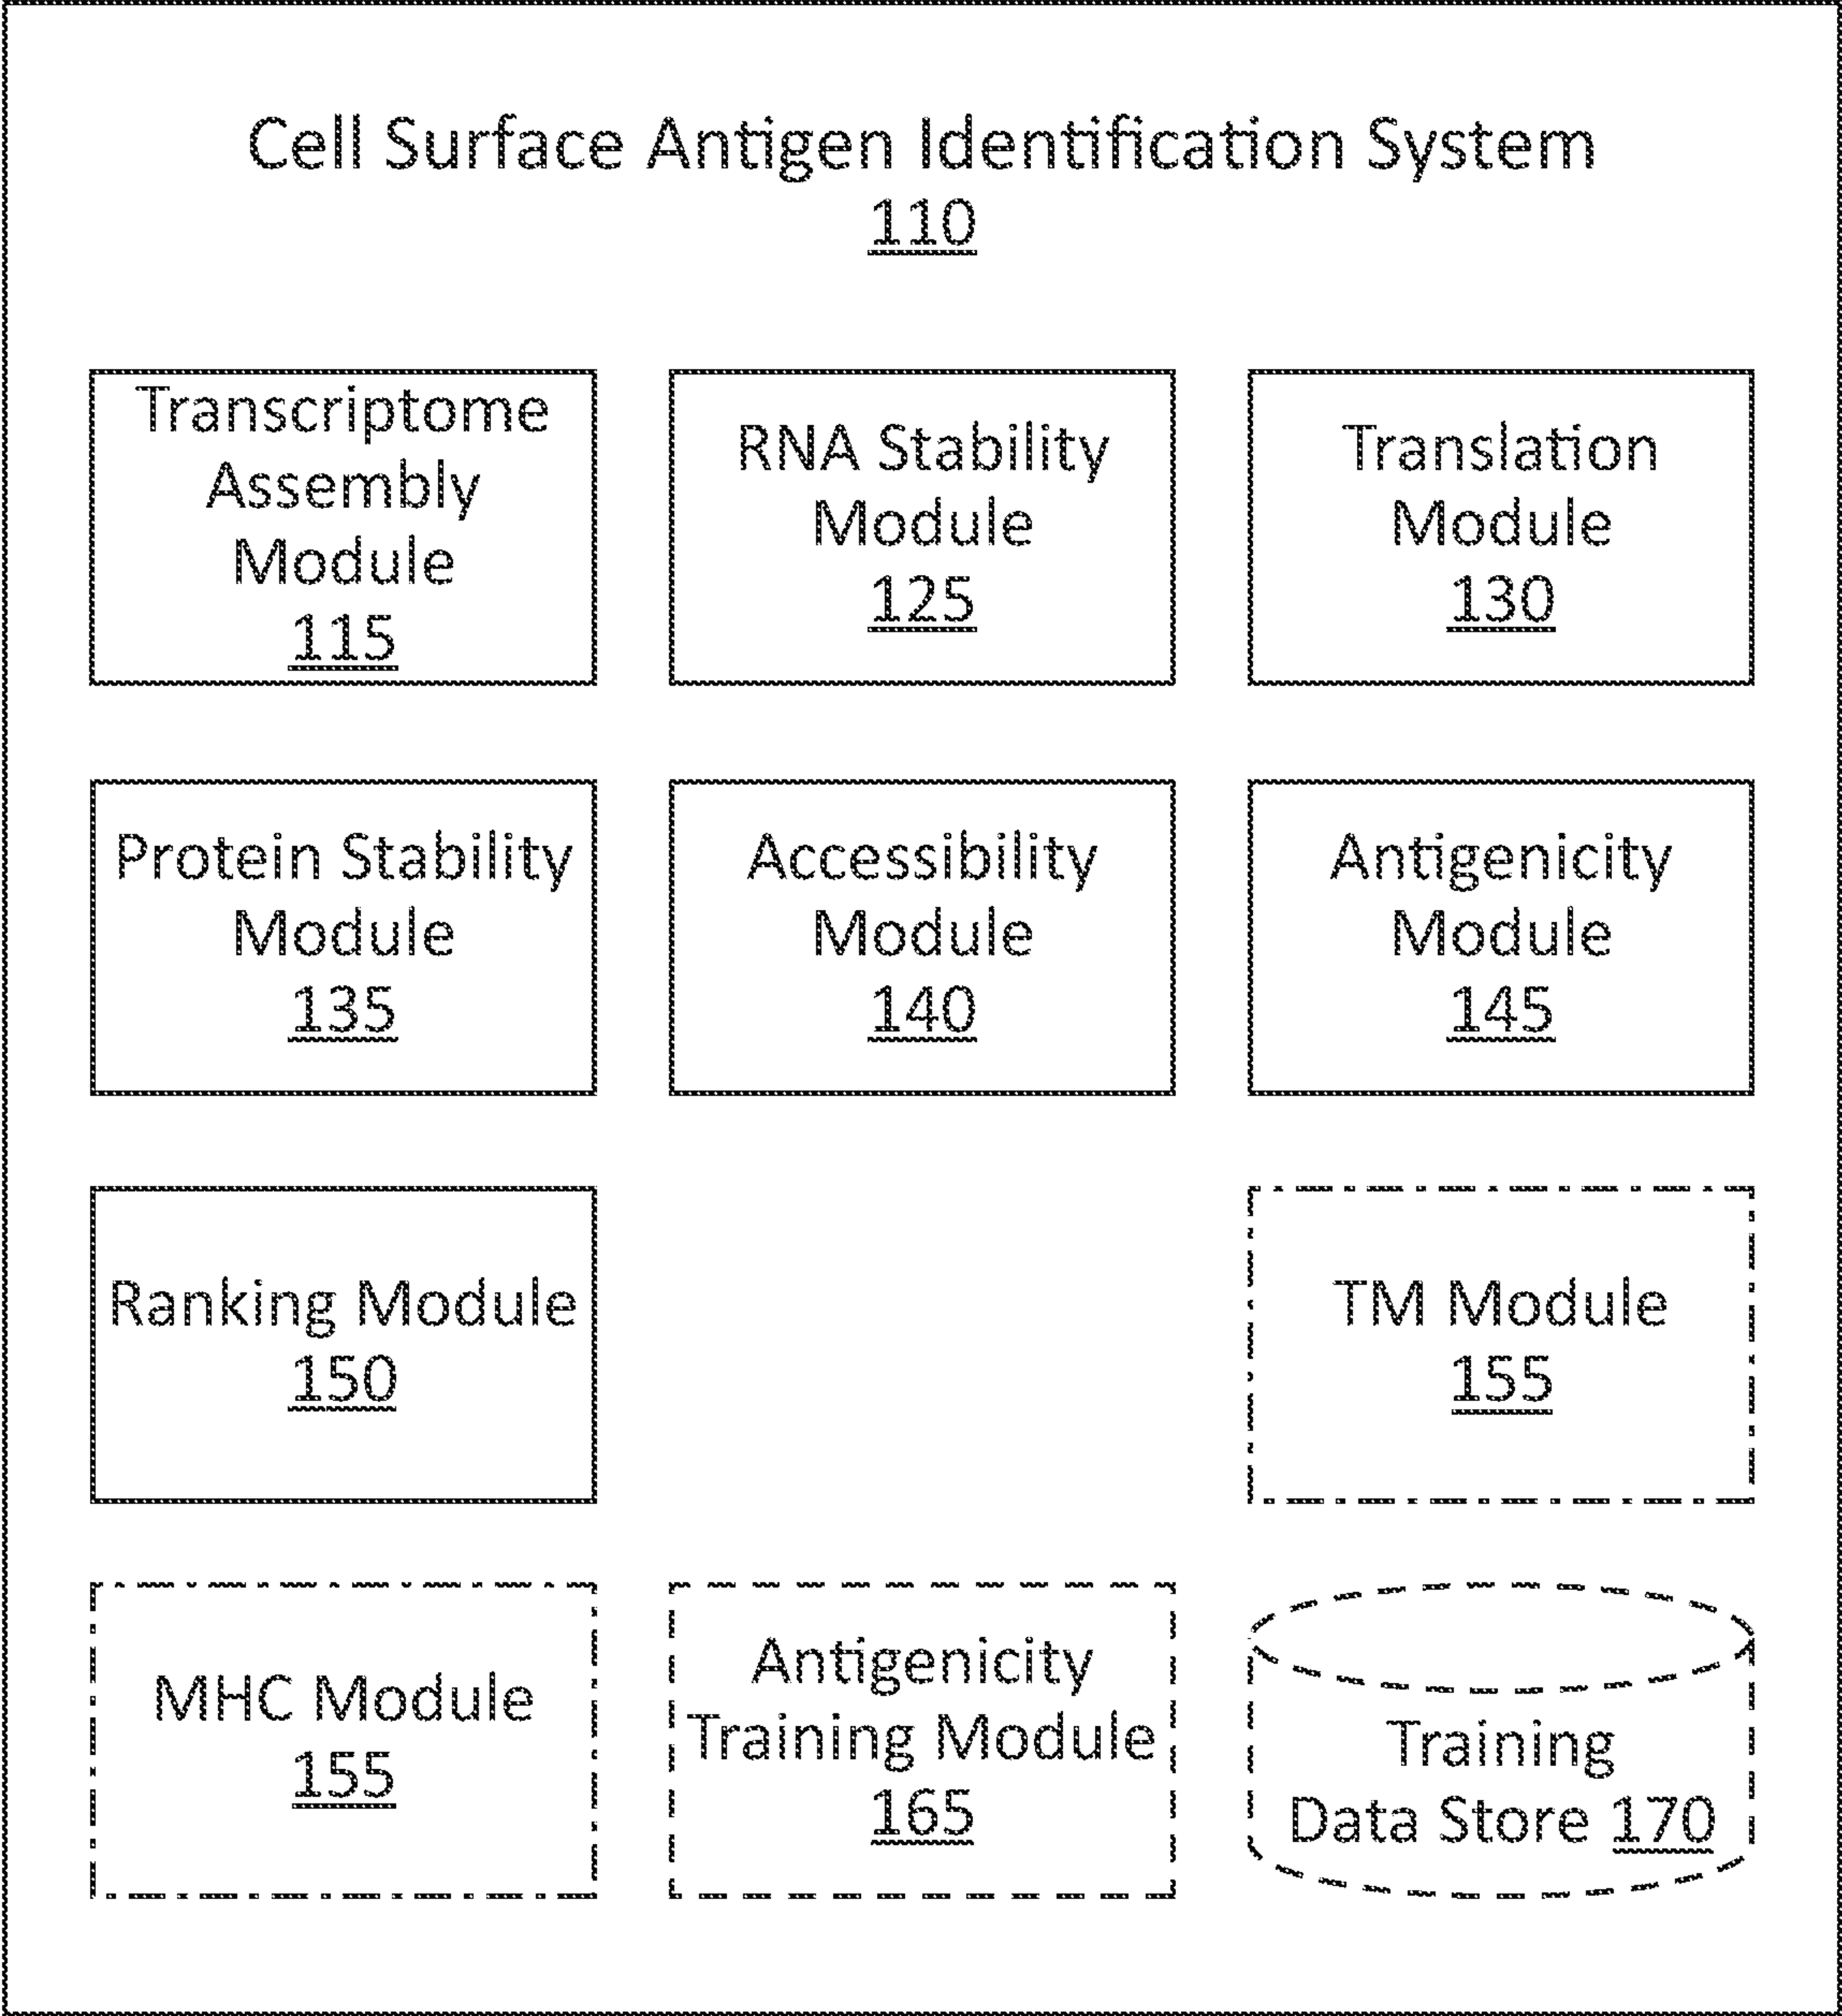 Cell Surface Antigen Identification System
110
Transcriptome
Assembly
Module
115
RNA Stability
Module
125
Translation
Module
130
Protein Stability
Module
135
Accessibility
Module
140
Antigenicity
Module
145
Ranking Module
150
TM Module
155
MHC Module
155
Antigenicity
Training Module
165
Training
Data Store 170